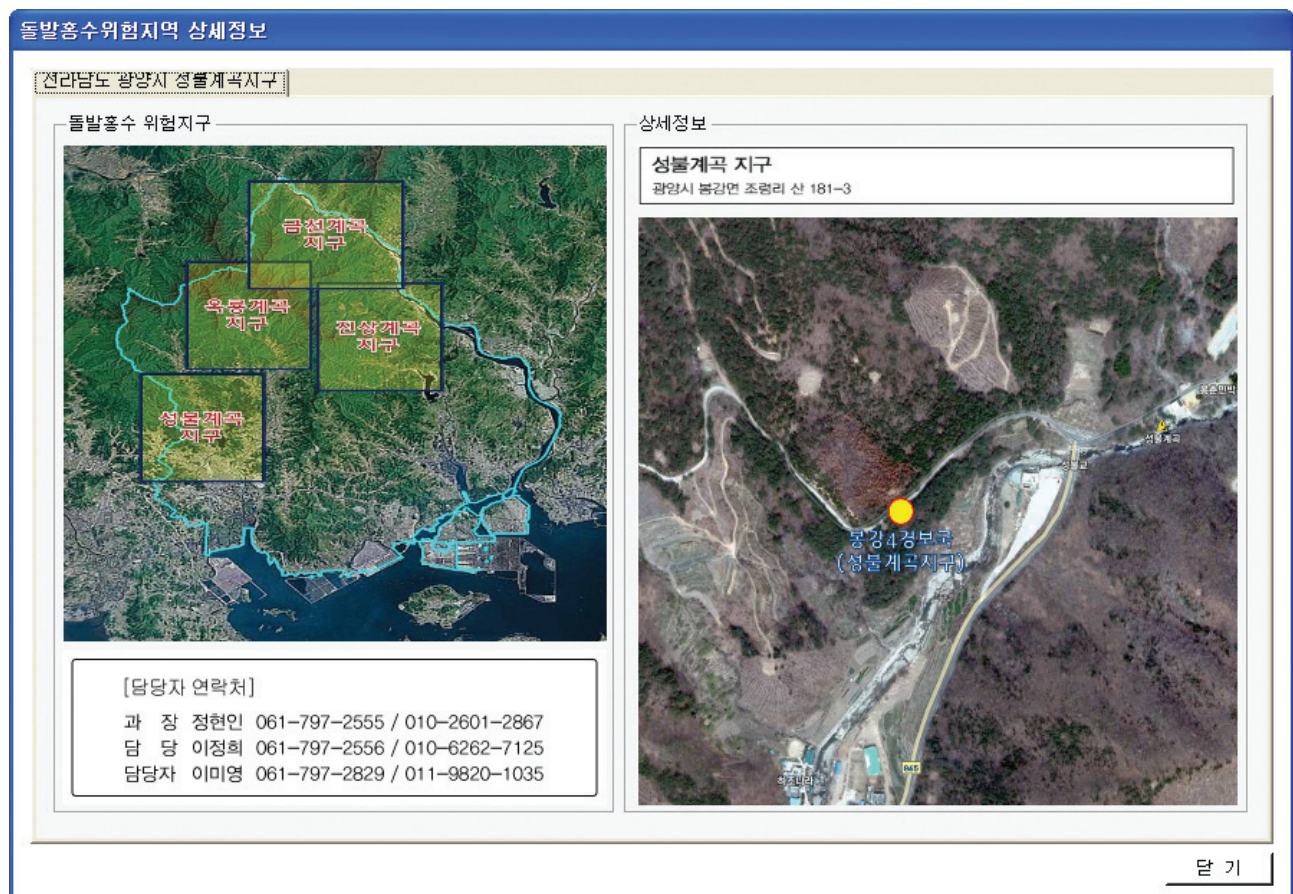 돌발홍수위험지역 상세정보
전라남도 광양시 성불계곡지구
돌발홍수 위험지구
금선계곡
지구
옥룡계곡
지구
진상계곡
지구
성불계곡
지구
[담당자 연락처]
과 장 정현인 061-797-2555 / 010-2601-2867
담 당 이정희 061-797-2556 / 010-6262-7125
담당자 이미영 061-797-2829 / 011-9820-1035
상세정보
성불계곡 지구
광양시 봉강면 조령리 산 181-3
성불계곡
성불교
봉강4경보국
(성불계곡지구)
865
닫 기